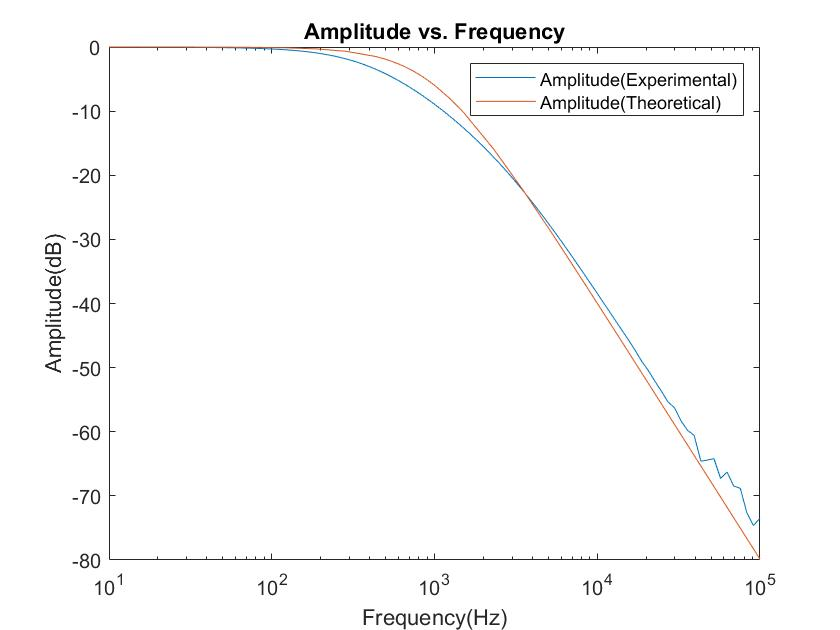 Amplitude vs. Frequency
Amplitude(Experimental)
Amplitude(Theoretical)
Amplitude(dB)
0
-10
-20
-30
-40
-50
-60
-70
-80
10^1 10^2 10^3 10^4 10^5
Frequency(Hz)